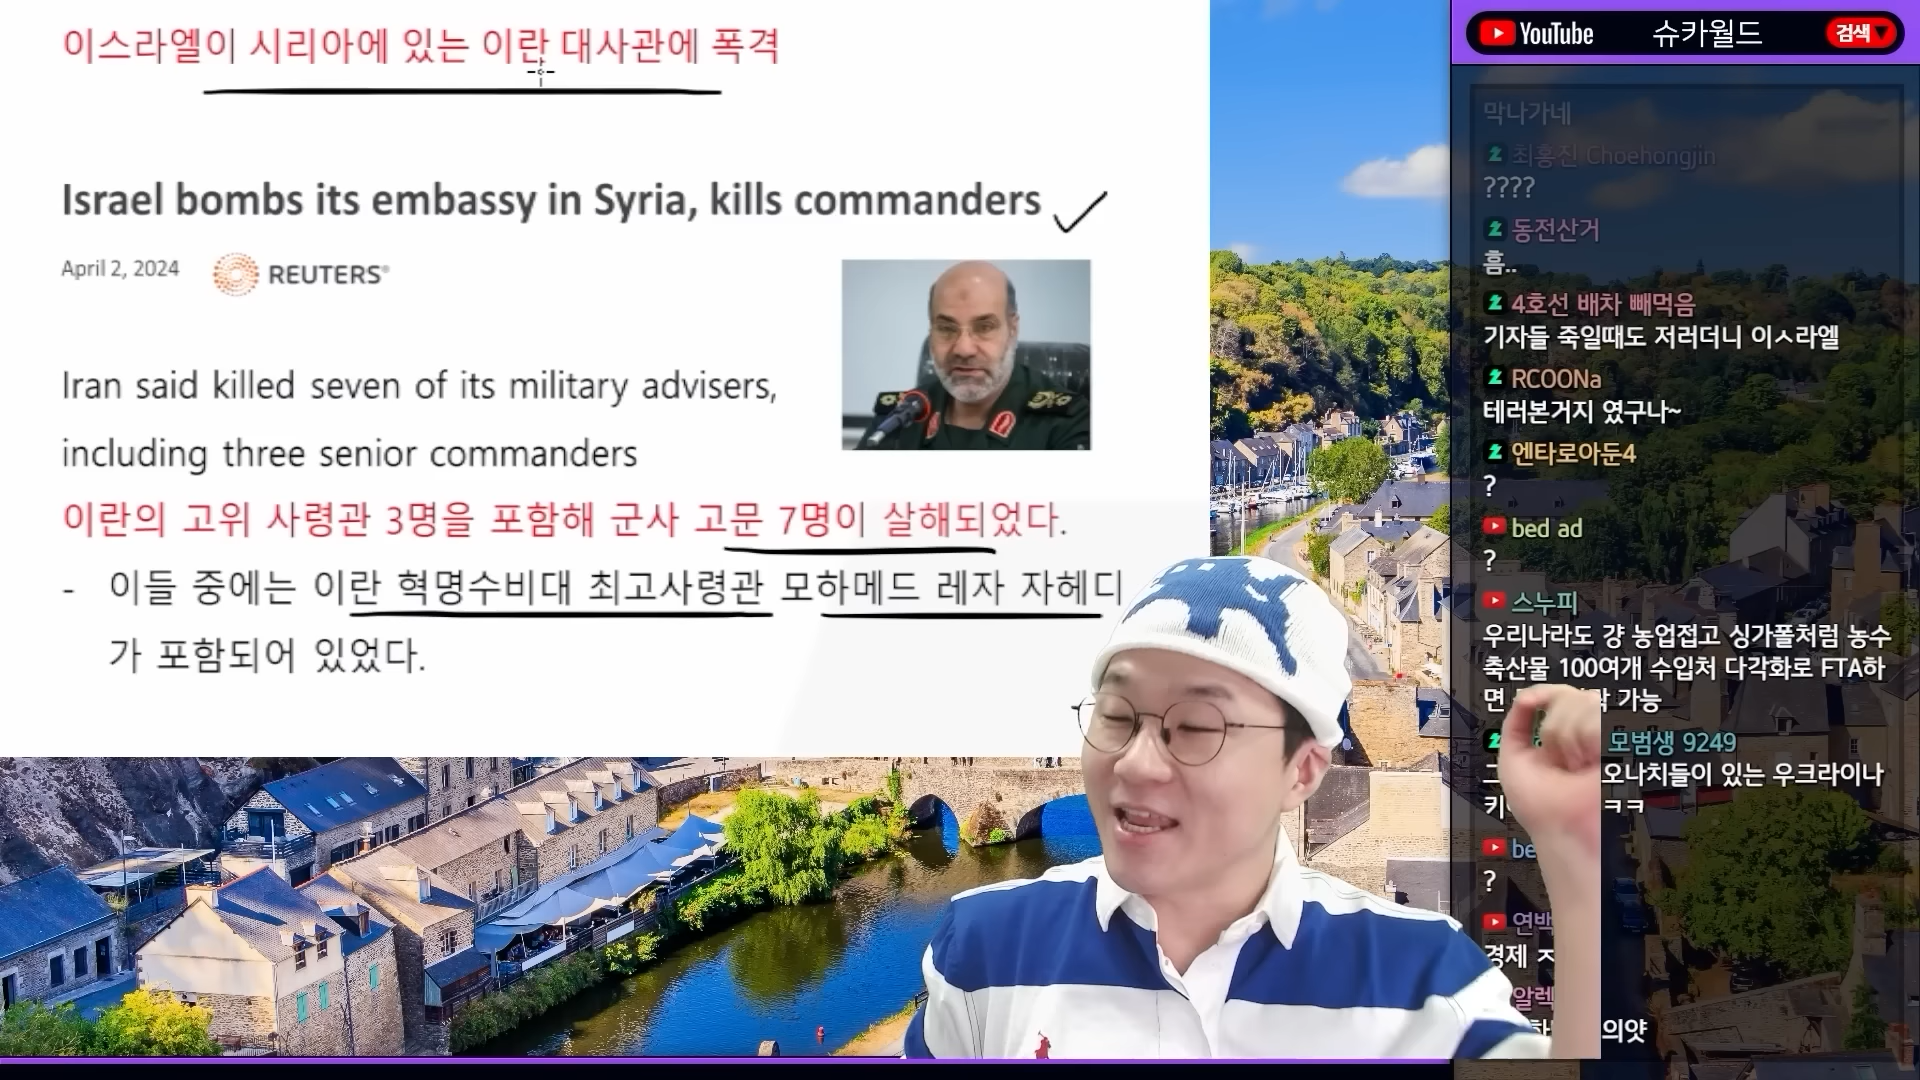 이스라엘이 시리아에 있는 이란 대사관에 폭격
Israel bombs its embassy in Syria, kills commanders
April 2, 2024
REUTERS
Iran said killed seven of its military advisers,
including three senior commanders
이란의 고위 사령관 3명을 포함해 군사 고문 7명이 살해되었다.
- 이들 중에는 이란 혁명수비대 최고사령관 모하메드 레자 자헤디
가 포함되어 있었다.
YouTube 슈카월드 검색
막나가네
최홍진 Choehongjin
????
동전산거
흠..
4호선 배차 빼먹음
기자들 죽일때도 저러더니 이ㅅ라엘
RCOONa
테러본거지 였구나~
엔타로아둔4
?
bed ad
?
스누피
우리나라도 걍 농업접고 싱가폴처럼 농수
축산물 100여개 수입처 다각화로 FTA하
면 가능
모범생 9249
오나치들이 있는 우크라이나
ㅋㅋ
be
?
연백
경제
알렉
의얏